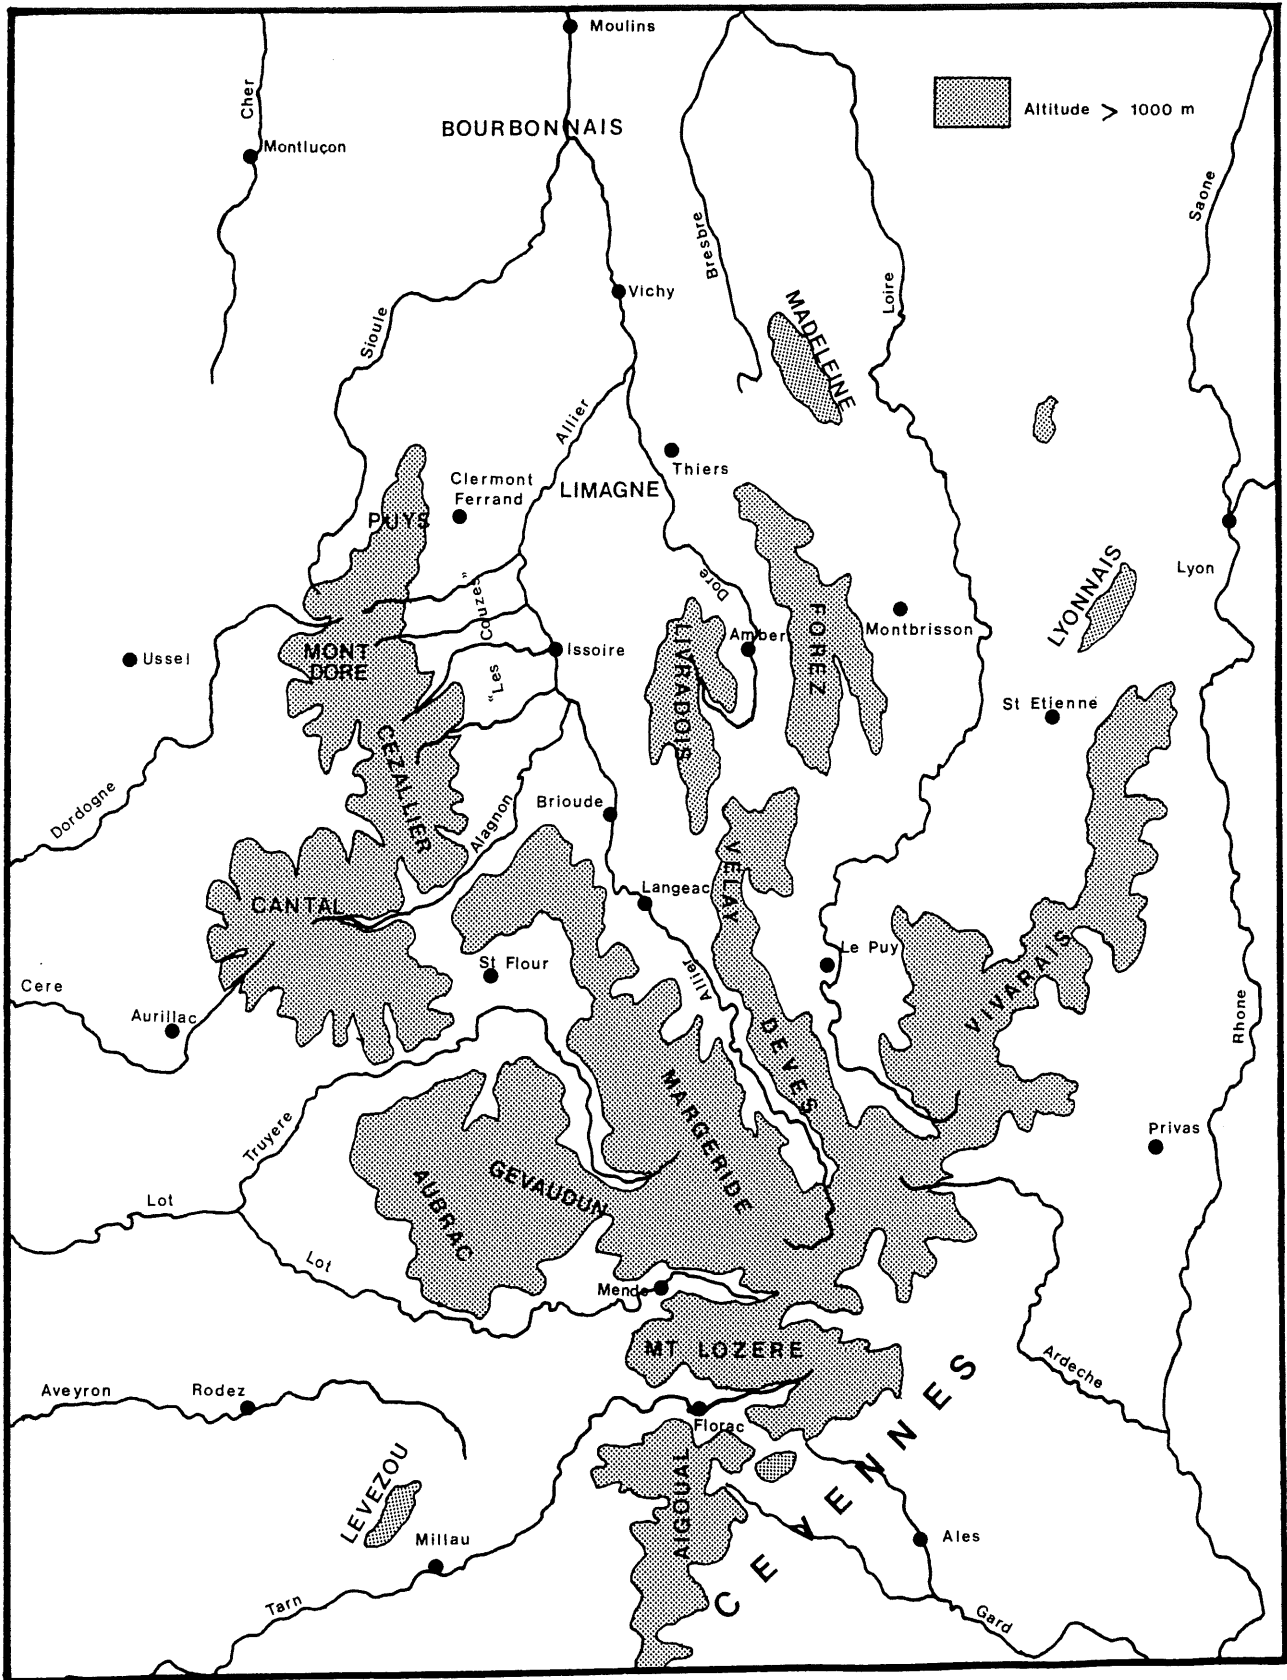 Moulins
Cher
Altitude > 1000 m
BOURBONNAIS
Montluçon
Saone
Bresbre
Vichy
Loire
MADELEINE
Sioule
Allier
Thiers
Clermont
Ferrand
LIMAGNE
PUYS
Lyon
Dore
LYONNAIS
"Les Couzes"
FOREZ
Montbrisson
Amber
LIVRADOIS
Issoire
Ussel
MONT
DORE
St Etienne
CEZALLIER
Dordogne
Alagnon
Brioude
VELAY
Langeac
CANTAL
Le Puy
St Flour
Allier
VIVARAIS
Cere
Aurillac
Rhone
DEVES
MARGERIDE
Truyere
Privas
GEVAUDUN
AUBRAC
Lot
Lot
Mende
MT LOZERE
Ardeche
Aveyron
Rodez
Florac
CEVENNES
AIGOUAL
LEVEZOU
Millau
Ales
Tarn
Gard